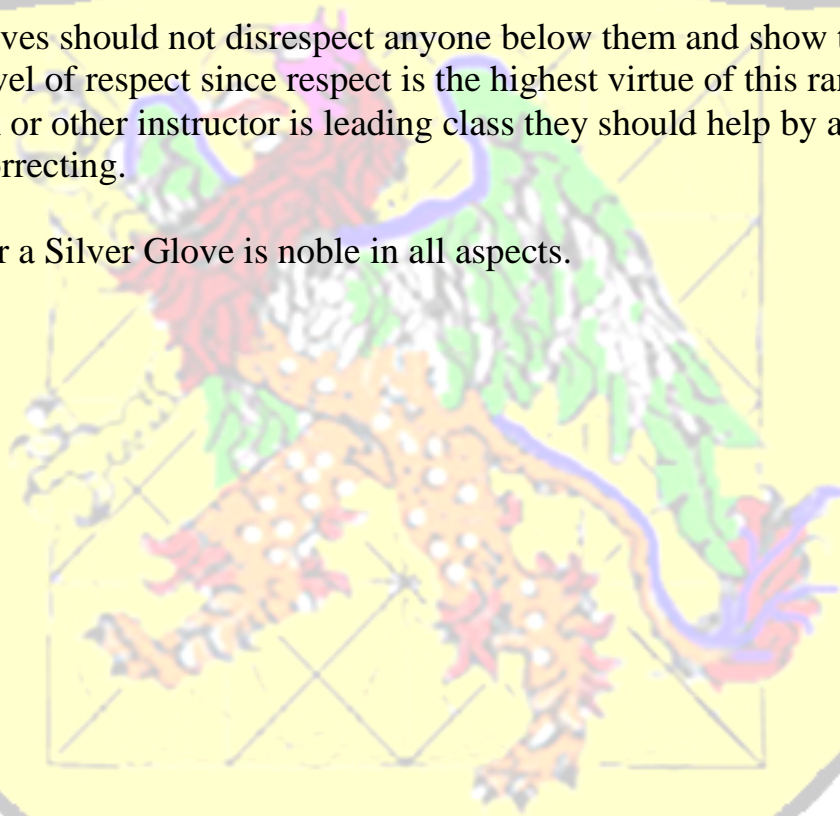 ves should not disrespect anyone below them and show t
vel of respect since respect is the highest virtue of this ra
or other instructor is leading class they should help by a
rrecting.
r a Silver Glove is noble in all aspects.